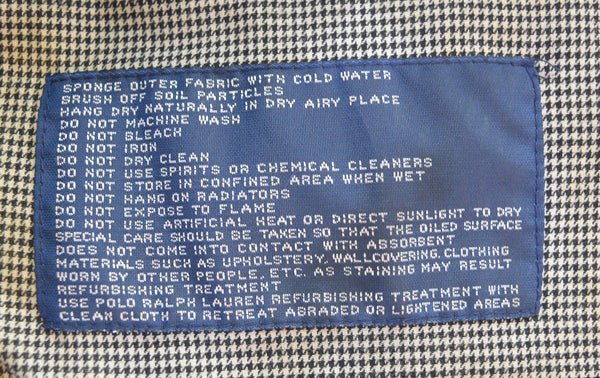 SPONGE OUTER FABRIC WITH COLD WATER
BRUSH OFF SOIL PARTICLES
HANG DRY NATURALLY IN DRY AIRY PLACE
DO NOT MACHINE WASH
DO NOT BLEACH
DO NOT IRON
DO NOT DRY CLEAN
DO NOT USE SPIRITS OR CHEMICAL CLEANERS
DO NOT STORE IN CONFINED AREA WHEN WET
DO NOT HANG ON RADIATORS
DO NOT EXPOSE TO FLAME
DO NOT USE ARTIFICIAL HEAT OR DIRECT SUNLIGHT TO DRY
SPECIAL CARE SHOULD BE TAKEN SO THAT THE OILED SURFACE
DOES NOT COME INTO CONTACT WITH ABSORBENT
MATERIALS SUCH AS UPHOLSTERY, WALLCOVERING, CLOTHING
WORN BY OTHER PEOPLE, ETC. AS STAINING MAY RESULT
REFURBISHING TREATMENT
USE POLO RALPH LAUREN REFURBISHING TREATMENT WITH
CLEAN CLOTH TO RETREAT ABRADED OR LIGHTENED AREAS